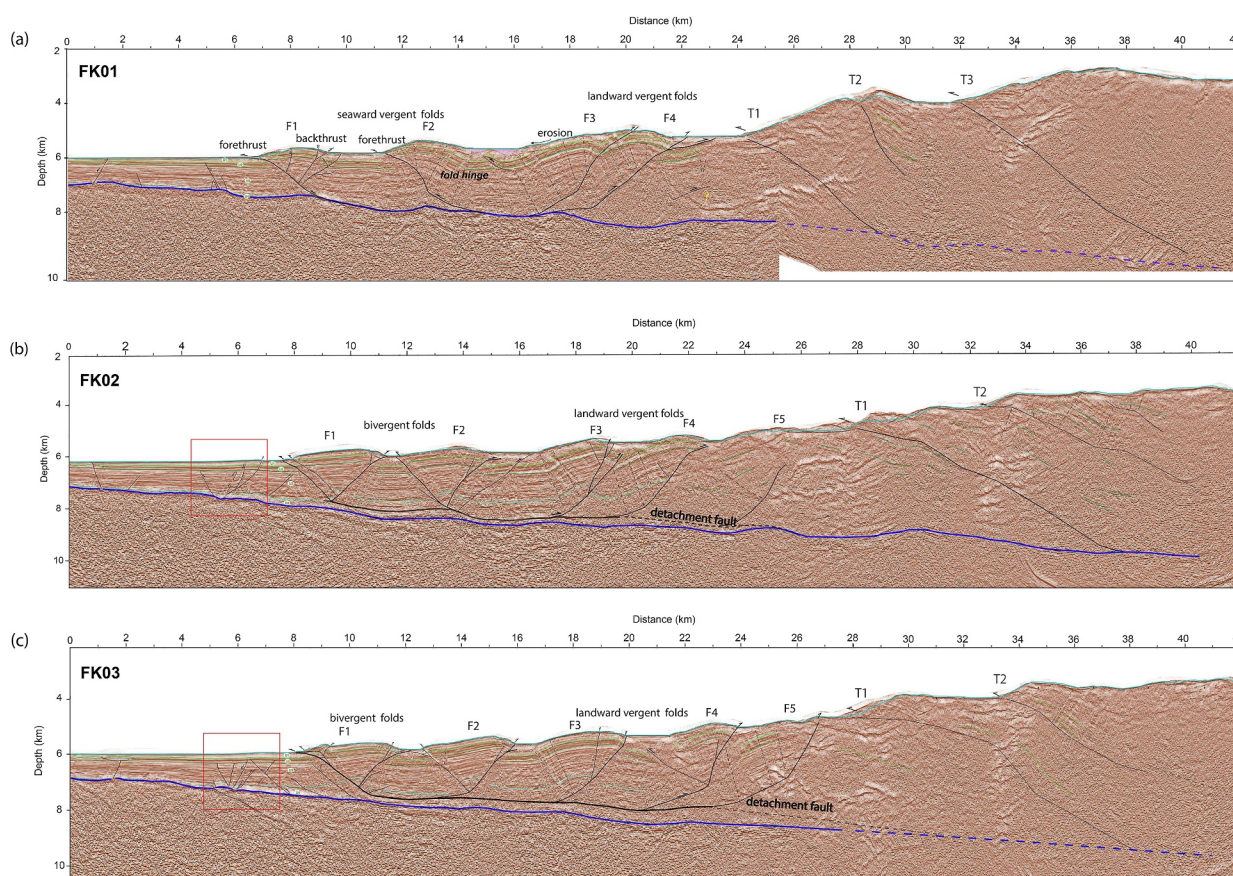 Distance (km)
(a)
0 2 4 6 8 10 12 14 16 18 20 22 24 26 28 30 32 34 36 38 40 42
2
FK01
T2 T3
4
seaward vergent folds
landward vergent folds
F1 F2 F3 F4 T1
backthrust
forethrust forethrust
erosion
Depth (km)
6
fold hinge
8
10
Distance (km)
(b)
0 2 4 6 8 10 12 14 16 18 20 22 24 26 28 30 32 34 36 38 40
2
FK02
T2
4
T1
bivergent folds
landward vergent folds
F1 F2 F3 F4 F5
Depth (km)
6
8
detachment fault
10
Distance (km)
(c)
0 2 4 6 8 10 12 14 16 18 20 22 24 26 28 30 32 34 36 38 40
FK03
T2
T1
4
bivergent folds
landward vergent folds
F1 F2 F3 F4 F5
Depth (km)
6
8
detachment fault
10